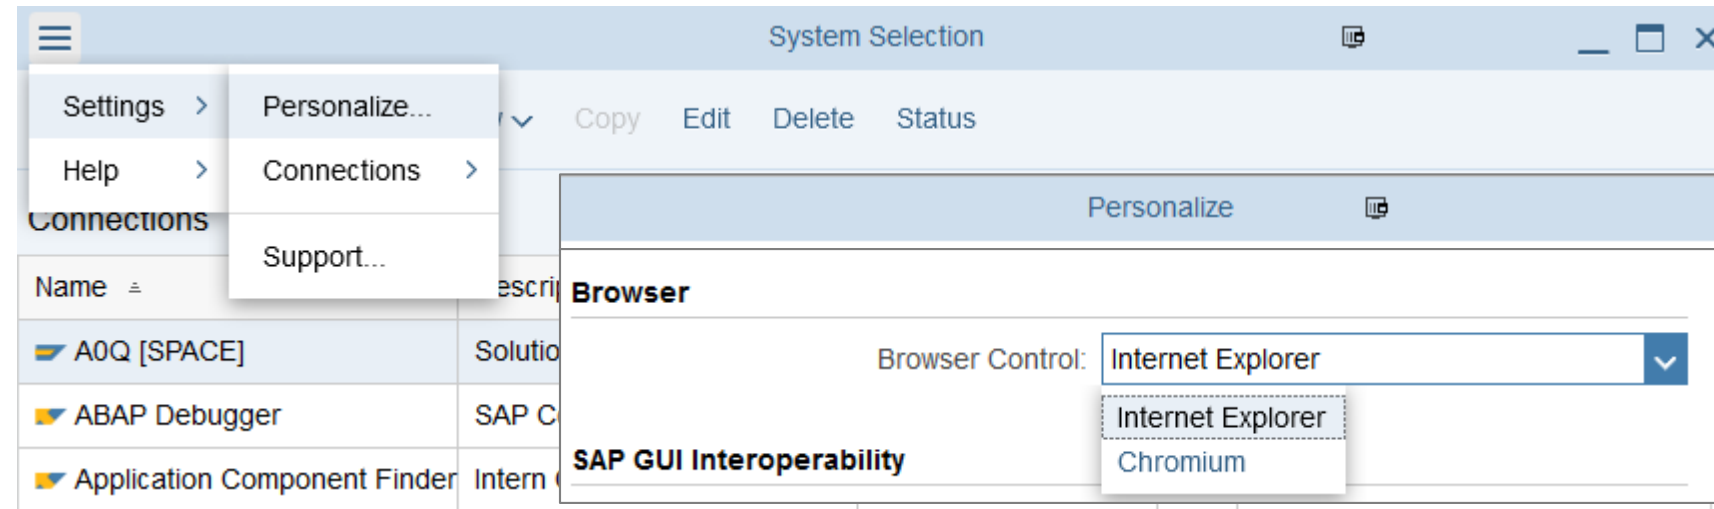 System Selection
Settings
Personalize...
Copy
Edit
Delete
Status
Help
Connections
Personalize
Connections
Support...
Name
Browser
A0Q [SPACE]
Browser Control:
Internet Explorer
ABAP Debugger
Internet Explorer
SAP GUI Interoperability
Chromium
Application Component Finder
Intern